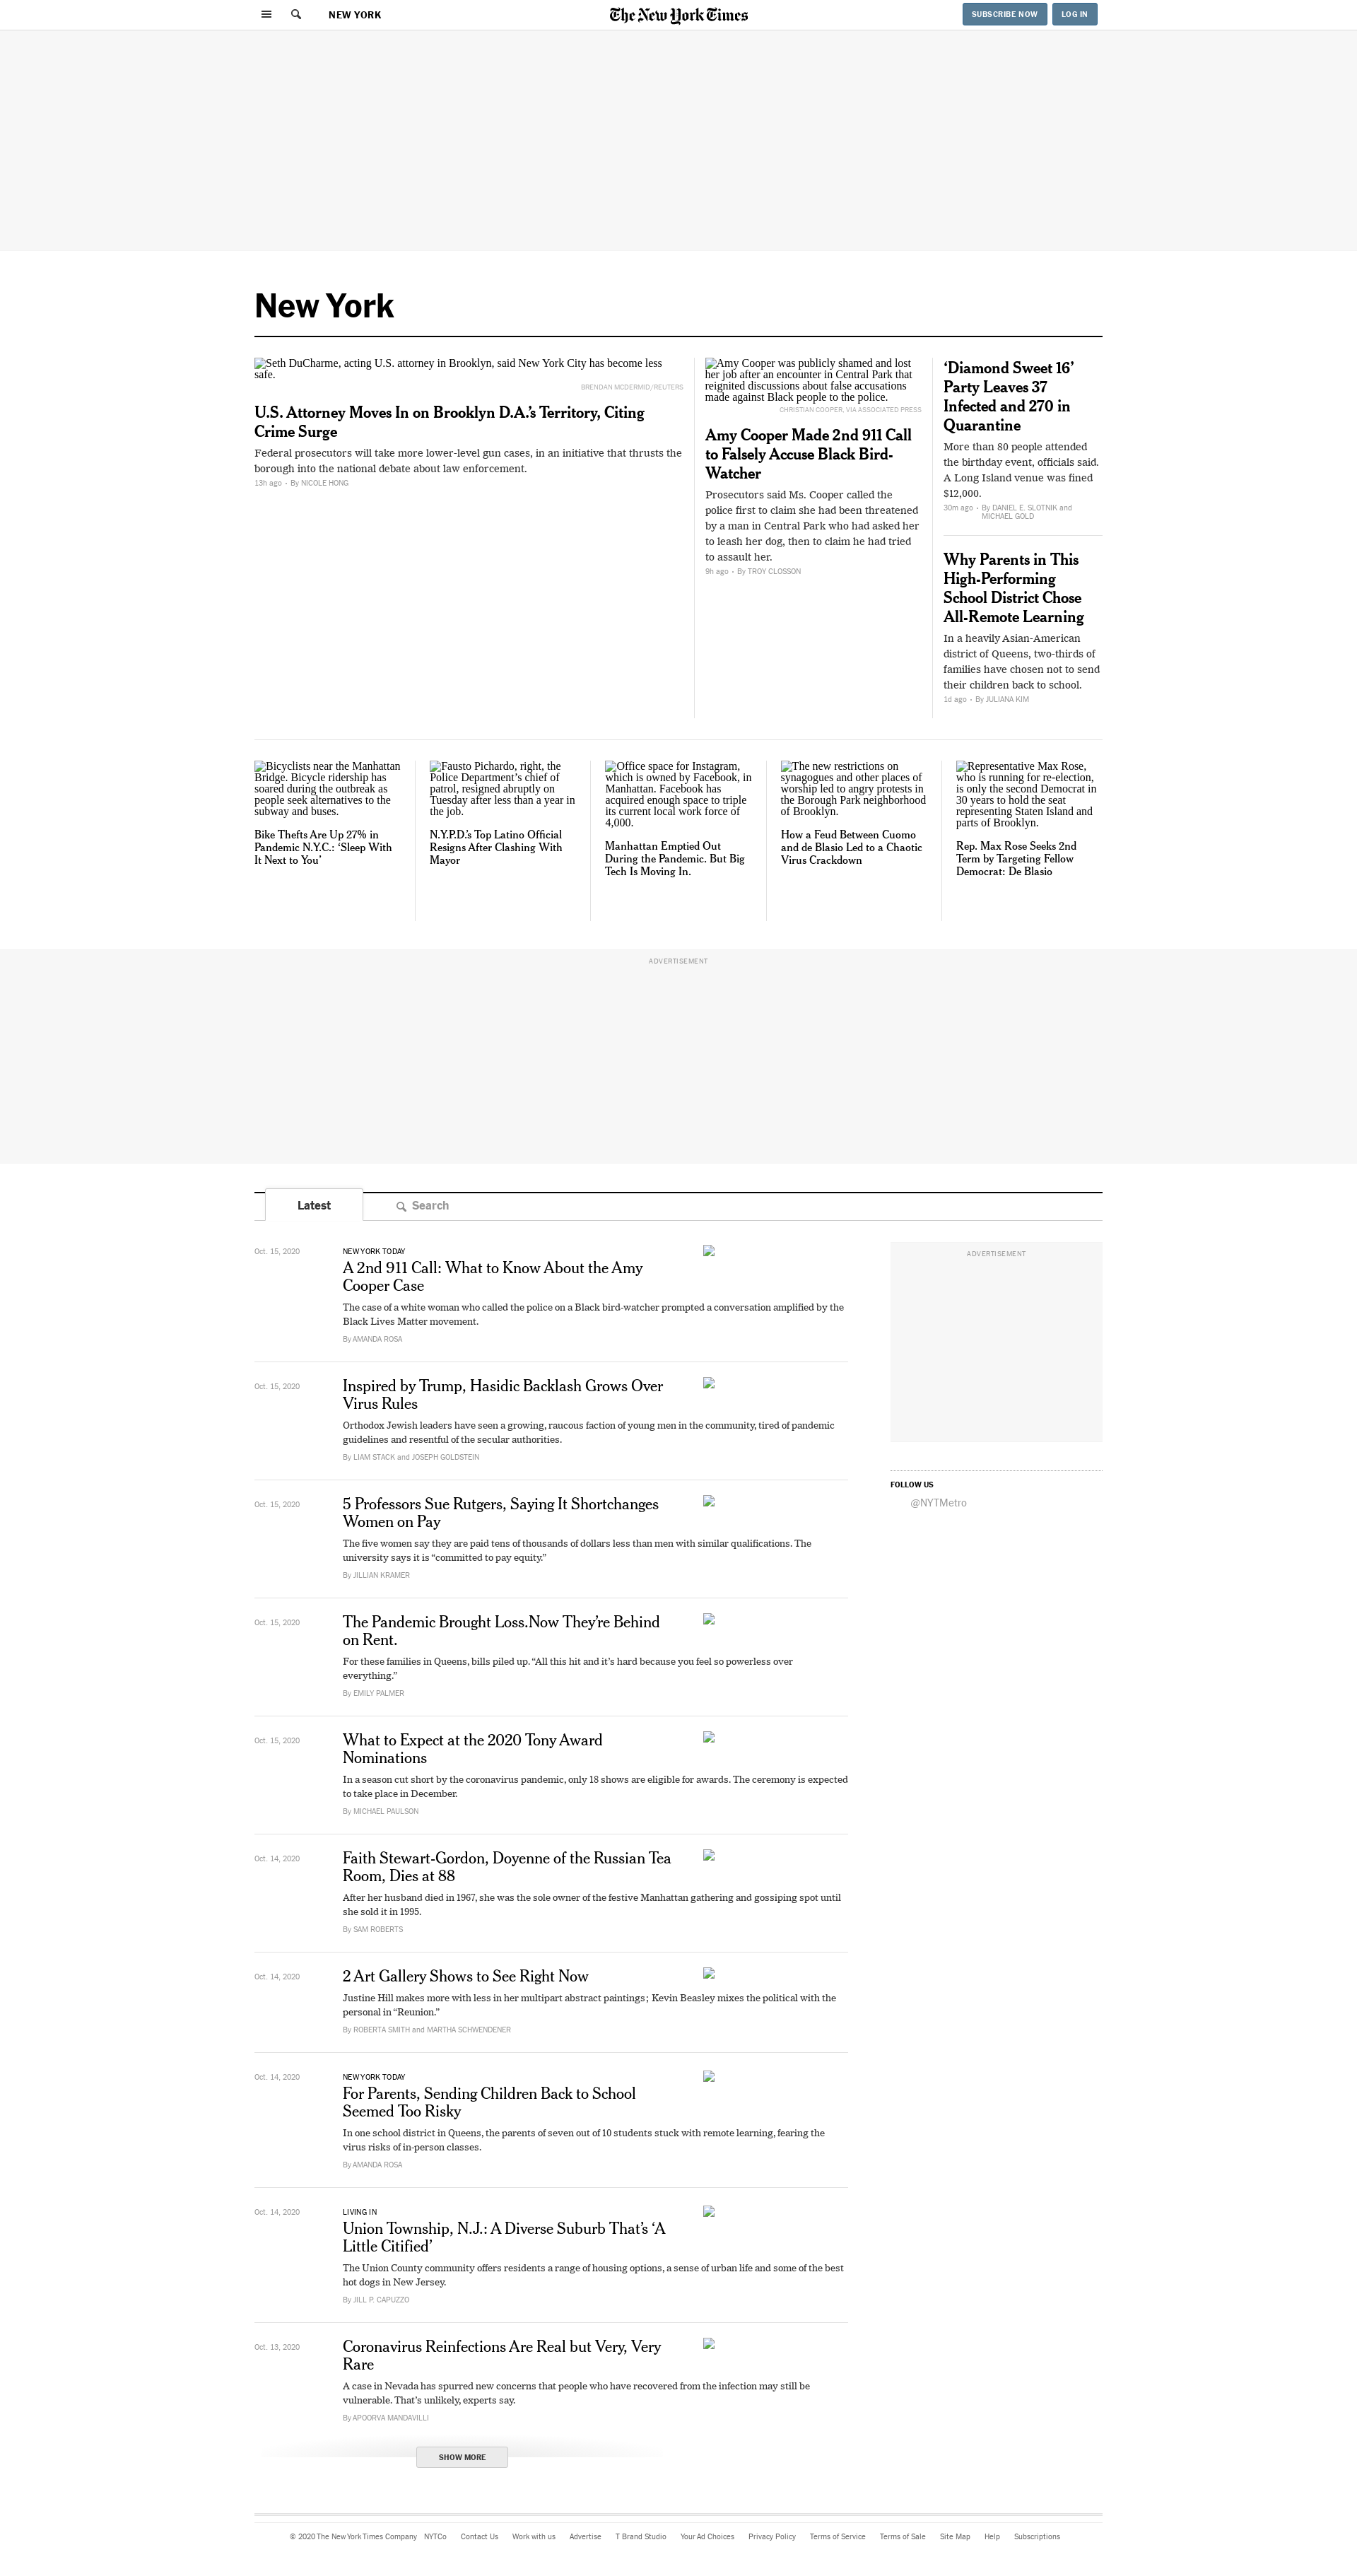 NEW YORK
The New York Times
SUBSCRIBE NOW
LOG IN
New York
Seth DuCharme, acting U.S. attorney in Brooklyn, said New York City has become less
safe.
BRENDAN MCDERMID/REUTERS
U.S. Attorney Moves In on Brooklyn D.A.’s Territory, Citing
Crime Surge
Federal prosecutors will take more lower-level gun cases, in an initiative that thrusts the
borough into the national debate about law enforcement.
13h ago • By NICOLE HONG
Amy Cooper was publicly shamed and lost
her job after an encounter in Central Park that
reignited discussions about false accusations
made against Black people to the police.
CHRISTIAN COOPER, VIA ASSOCIATED PRESS
Amy Cooper Made 2nd 911 Call
to Falsely Accuse Black Bird-
Watcher
Prosecutors said Ms. Cooper called the
police first to claim she had been threatened
by a man in Central Park who had asked her
to leash her dog, then to claim he had tried
to assault her.
9h ago • By TROY CLOSSON
‘Diamond Sweet 16’
Party Leaves 37
Infected and 270 in
Quarantine
More than 80 people attended
the birthday event, officials said.
A Long Island venue was fined
$12,000.
30m ago • By DANIEL E. SLOTNIK and
MICHAEL GOLD
Why Parents in This
High-Performing
School District Chose
All-Remote Learning
In a heavily Asian-American
district of Queens, two-thirds of
families have chosen not to send
their children back to school.
1d ago • By JULIANA KIM
Bicyclists near the Manhattan
Bridge. Bicycle ridership has
soared during the outbreak as
people seek alternatives to the
subway and buses.
Bike Thefts Are Up 27% in
Pandemic N.Y.C.: ‘Sleep With
It Next to You’
Fausto Pichardo, right, the
Police Department’s chief of
patrol, resigned abruptly on
Tuesday after less than a year in
the job.
N.Y.P.D.’s Top Latino Official
Resigns After Clashing With
Mayor
Office space for Instagram,
which is owned by Facebook, in
Manhattan. Facebook has
acquired enough space to triple
its current local work force of
4,000.
Manhattan Emptied Out
During the Pandemic. But Big
Tech Is Moving In.
The new restrictions on
synagogues and other places of
worship led to angry protests in
the Borough Park neighborhood
of Brooklyn.
How a Feud Between Cuomo
and de Blasio Led to a Chaotic
Virus Crackdown
Representative Max Rose,
who is running for re-election,
is only the second Democrat in
30 years to hold the seat
representing Staten Island and
parts of Brooklyn.
Rep. Max Rose Seeks 2nd
Term by Targeting Fellow
Democrat: De Blasio
ADVERTISEMENT
Latest
Search
Oct. 15, 2020
NEW YORK TODAY
A 2nd 911 Call: What to Know About the Amy
Cooper Case
The case of a white woman who called the police on a Black bird-watcher prompted a conversation amplified by the
Black Lives Matter movement.
By AMANDA ROSA
Oct. 15, 2020
Inspired by Trump, Hasidic Backlash Grows Over
Virus Rules
Orthodox Jewish leaders have seen a growing, raucous faction of young men in the community, tired of pandemic
guidelines and resentful of the secular authorities.
By LIAM STACK and JOSEPH GOLDSTEIN
Oct. 15, 2020
5 Professors Sue Rutgers, Saying It Shortchanges
Women on Pay
The five women say they are paid tens of thousands of dollars less than men with similar qualifications. The
university says it is “committed to pay equity.”
By JILLIAN KRAMER
Oct. 15, 2020
The Pandemic Brought Loss.Now They’re Behind
on Rent.
For these families in Queens, bills piled up. “All this hit and it’s hard because you feel so powerless over
everything.”
By EMILY PALMER
Oct. 15, 2020
What to Expect at the 2020 Tony Award
Nominations
In a season cut short by the coronavirus pandemic, only 18 shows are eligible for awards. The ceremony is expected
to take place in December.
By MICHAEL PAULSON
Oct. 14, 2020
Faith Stewart-Gordon, Doyenne of the Russian Tea
Room, Dies at 88
After her husband died in 1967, she was the sole owner of the festive Manhattan gathering and gossiping spot until
she sold it in 1995.
By SAM ROBERTS
Oct. 14, 2020
2 Art Gallery Shows to See Right Now
Justine Hill makes more with less in her multipart abstract paintings; Kevin Beasley mixes the political with the
personal in “Reunion.”
By ROBERTA SMITH and MARTHA SCHWENDENER
Oct. 14, 2020
NEW YORK TODAY
For Parents, Sending Children Back to School
Seemed Too Risky
In one school district in Queens, the parents of seven out of 10 students stuck with remote learning, fearing the
virus risks of in-person classes.
By AMANDA ROSA
Oct. 14, 2020
LIVING IN
Union Township, N.J.: A Diverse Suburb That’s ‘A
Little Citified’
The Union County community offers residents a range of housing options, a sense of urban life and some of the best
hot dogs in New Jersey.
By JILL P. CAPUZZO
Oct. 13, 2020
Coronavirus Reinfections Are Real but Very, Very
Rare
A case in Nevada has spurred new concerns that people who have recovered from the infection may still be
vulnerable. That’s unlikely, experts say.
By APOORVA MANDAVILLI
SHOW MORE
ADVERTISEMENT
FOLLOW US
@NYTMetro
© 2020 The New York Times Company NYTCo Contact Us Work with us Advertise T Brand Studio Your Ad Choices Privacy Policy Terms of Service Terms of Sale Site Map Help Subscriptions